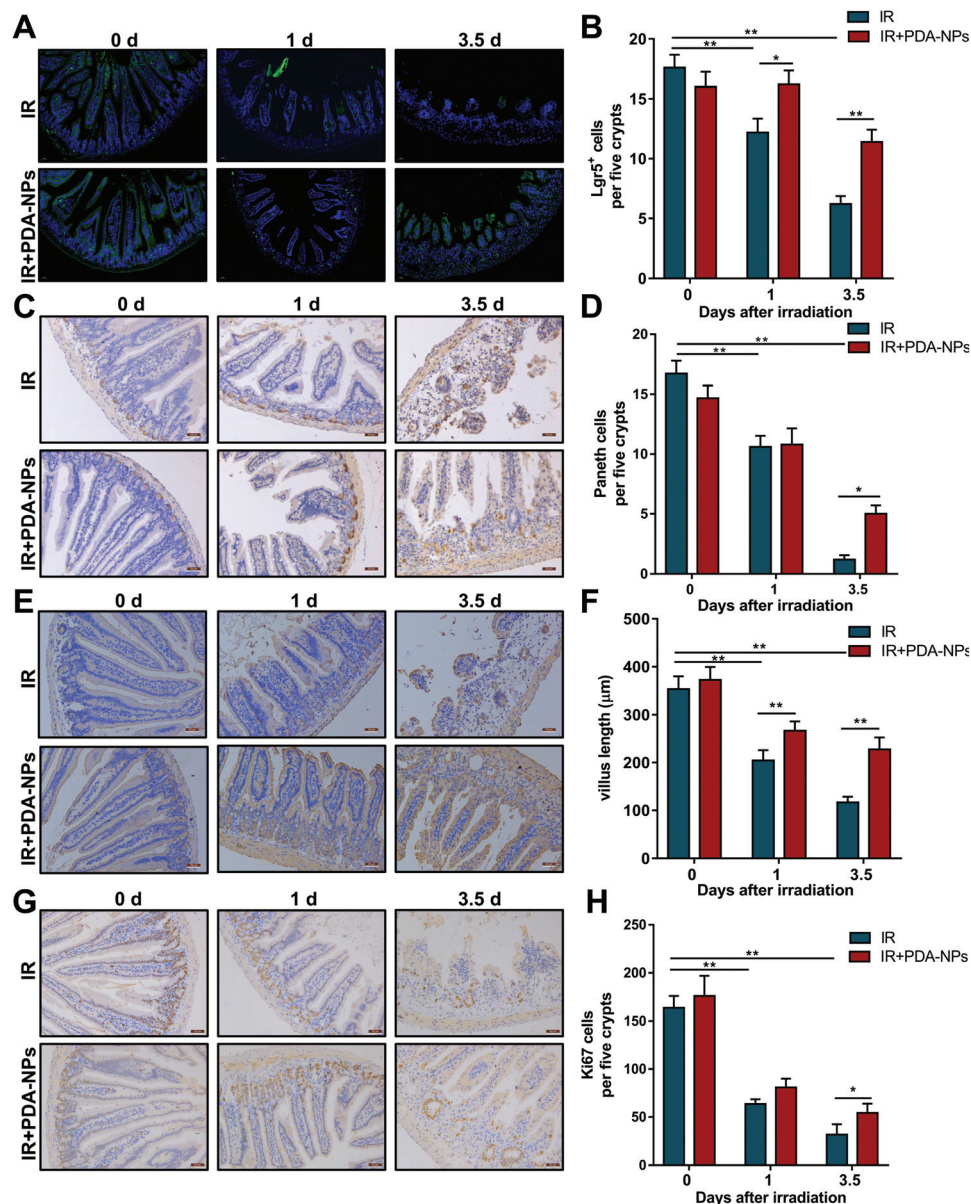 A
0 d
1 d
3.5 d
IR
IR+PDA-NPs
B
IR
IR+PDA-NPs
Lgr5+ cells
per five crypts
20
15
10
5
0
**
**
*
**
0
1
3.5
Days after irradiation
C
0 d
1 d
3.5 d
IR
IR+PDA-NPs
D
IR
IR+PDA-NPs
Paneth cells
per five crypts
20
15
10
5
0
**
**
*
0
1
3.5
Days after irradiation
E
0 d
1 d
3.5 d
IR
IR+PDA-NPs
F
IR
IR+PDA-NPs
villus length (μm)
500
400
300
200
100
0
**
**
**
**
0
1
3.5
Days after irradiation
G
0 d
1 d
3.5 d
IR
IR+PDA-NPs
H
IR
IR+PDA-NPs
Ki67 cells
per five crypts
250
200
150
100
50
0
**
**
*
0
1
3.5
Days after irradiation